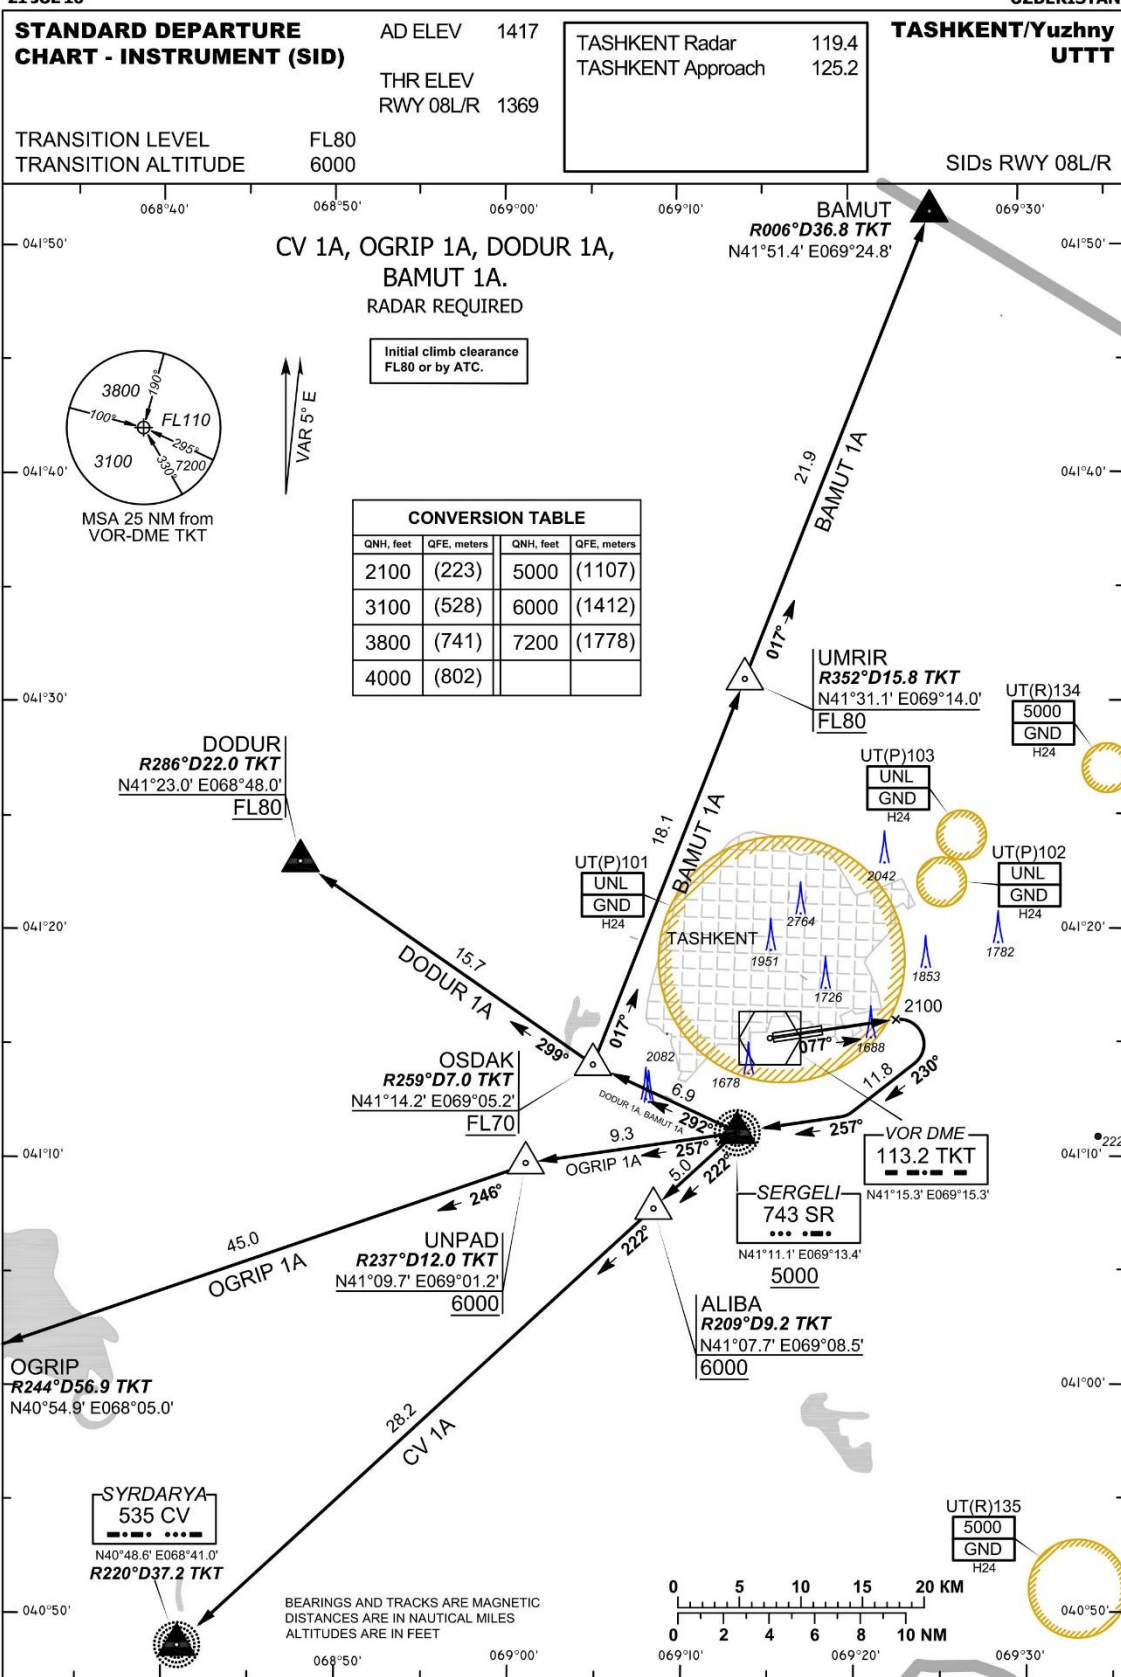 STANDARD DEPARTURE
CHART - INSTRUMENT (SID)
AD ELEV 1417
THR ELEV
RWY 08L/R 1369
TASHKENT Radar 119.4
TASHKENT Approach 125.2
TASHKENT/Yuzhny
UTTT
TRANSITION LEVEL FL80
TRANSITION ALTITUDE 6000
SIDs RWY 08L/R
068°40' 068°50' 069°00' 069°10' 069°30'
BAMUT
R006°D36.8 TKT
N41°51.4' E069°24.8'
041°50' 041°50'
CV 1A, OGRIP 1A, DODUR 1A,
BAMUT 1A.
RADAR REQUIRED
Initial climb clearance
FL80 or by ATC.
3800
190°
100°
FL110
295°
3100
330°
7200
MSA 25 NM from
VOR-DME TKT
VAR 5° E
21.9
BAMUT 1A
041°40' 041°40'
CONVERSION TABLE
QNH, feet QFE, meters QNH, feet QFE, meters
2100 (223) 5000 (1107)
3100 (528) 6000 (1412)
3800 (741) 7200 (1778)
4000 (802)
017°
UMRIR
R352°D15.8 TKT
N41°31.1' E069°14.0'
FL80
041°30' 041°30'
UT(R)134
5000
GND
H24
DODUR
R286°D22.0 TKT
N41°23.0' E068°48.0'
FL80
UT(P)103
UNL
GND
H24
18.1
BAMUT 1A
UT(P)101
UNL
GND
H24
UT(P)102
UNL
GND
H24
2042
2764
1782
041°20' 041°20'
TASHKENT
1951
1853
1726
15.7
DODUR 1A
299°
017°
2100
077°
1688
OSDAK
R259°D7.0 TKT
N41°14.2' E069°05.2'
FL70
2082
1678
6.9
DODUR 1A, BAMUT 1A
292°
11.8
230°
257°
VOR DME
113.2 TKT
N41°15.3' E069°15.3'
222
041°10' 041°10'
9.3
OGRIP 1A
257°
5.0
222°
SERGELI
743 SR
N41°11.1' E069°13.4'
5000
246°
45.0
OGRIP 1A
UNPAD
R237°D12.0 TKT
N41°09.7' E069°01.2'
6000
222°
ALIBA
R209°D9.2 TKT
N41°07.7' E069°08.5'
6000
OGRIP
R244°D56.9 TKT
N40°54.9' E068°05.0'
041°00'
28.2
CV 1A
SYRDARYA
535 CV
N40°48.6' E068°41.0'
R220°D37.2 TKT
UT(R)135
5000
GND
H24
040°50' 040°50'
BEARINGS AND TRACKS ARE MAGNETIC
DISTANCES ARE IN NAUTICAL MILES
ALTITUDES ARE IN FEET
0 5 10 15 20 KM
0 2 4 6 8 10 NM
068°50' 069°00' 069°10' 069°20' 069°30'